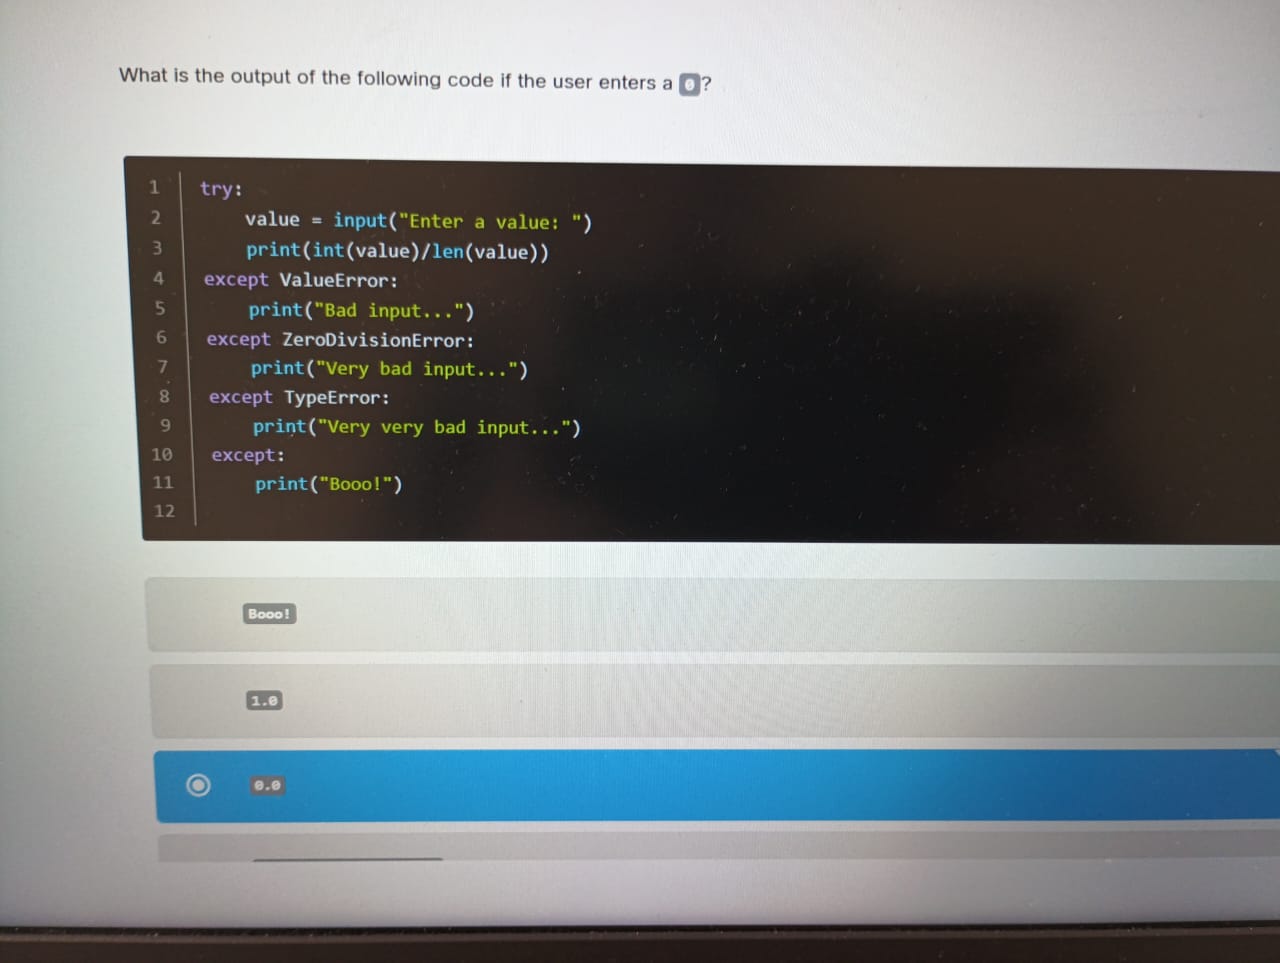 What is the output of the following code if the user enters a 0?
1 try:
2 value = input("Enter a value: ")
3 print(int(value)/len(value))
4 except ValueError:
5 print("Bad input...")
6 except ZeroDivisionError:
7 print("Very bad input...")
8 except TypeError:
9 print("Very very bad input...")
10 except:
11 print("Booo!")
12
Booo!
1.0
0.0